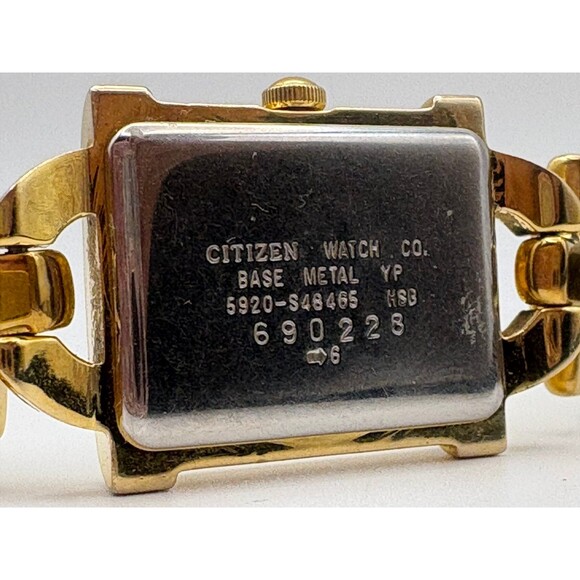 CITIZEN WATCH CO.
BASE METAL YP
5920-S48465 HSB
690228
⇨6